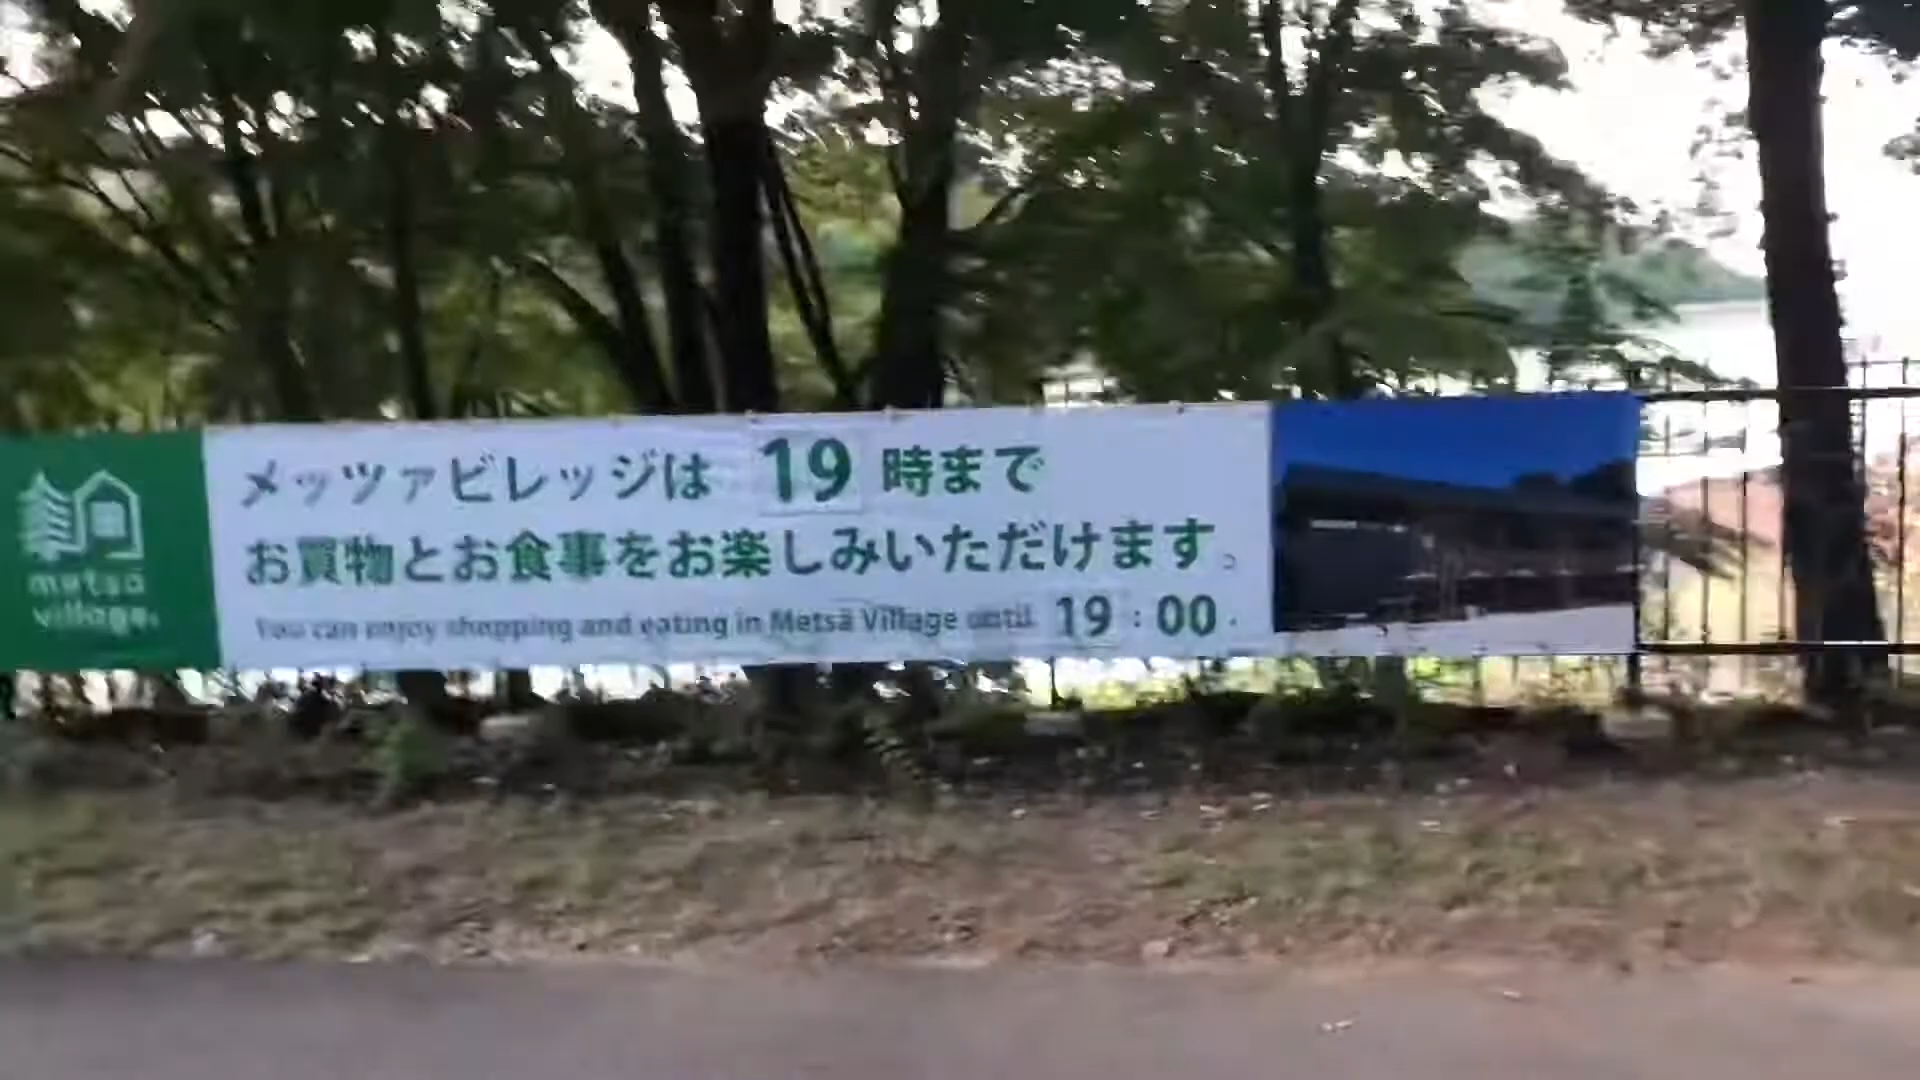 metsä
village
メッツァビレッジは 19 時まで
お買物とお食事をお楽しみいただけます。
You can enjoy shopping and eating in Metsä Village until 19:00.